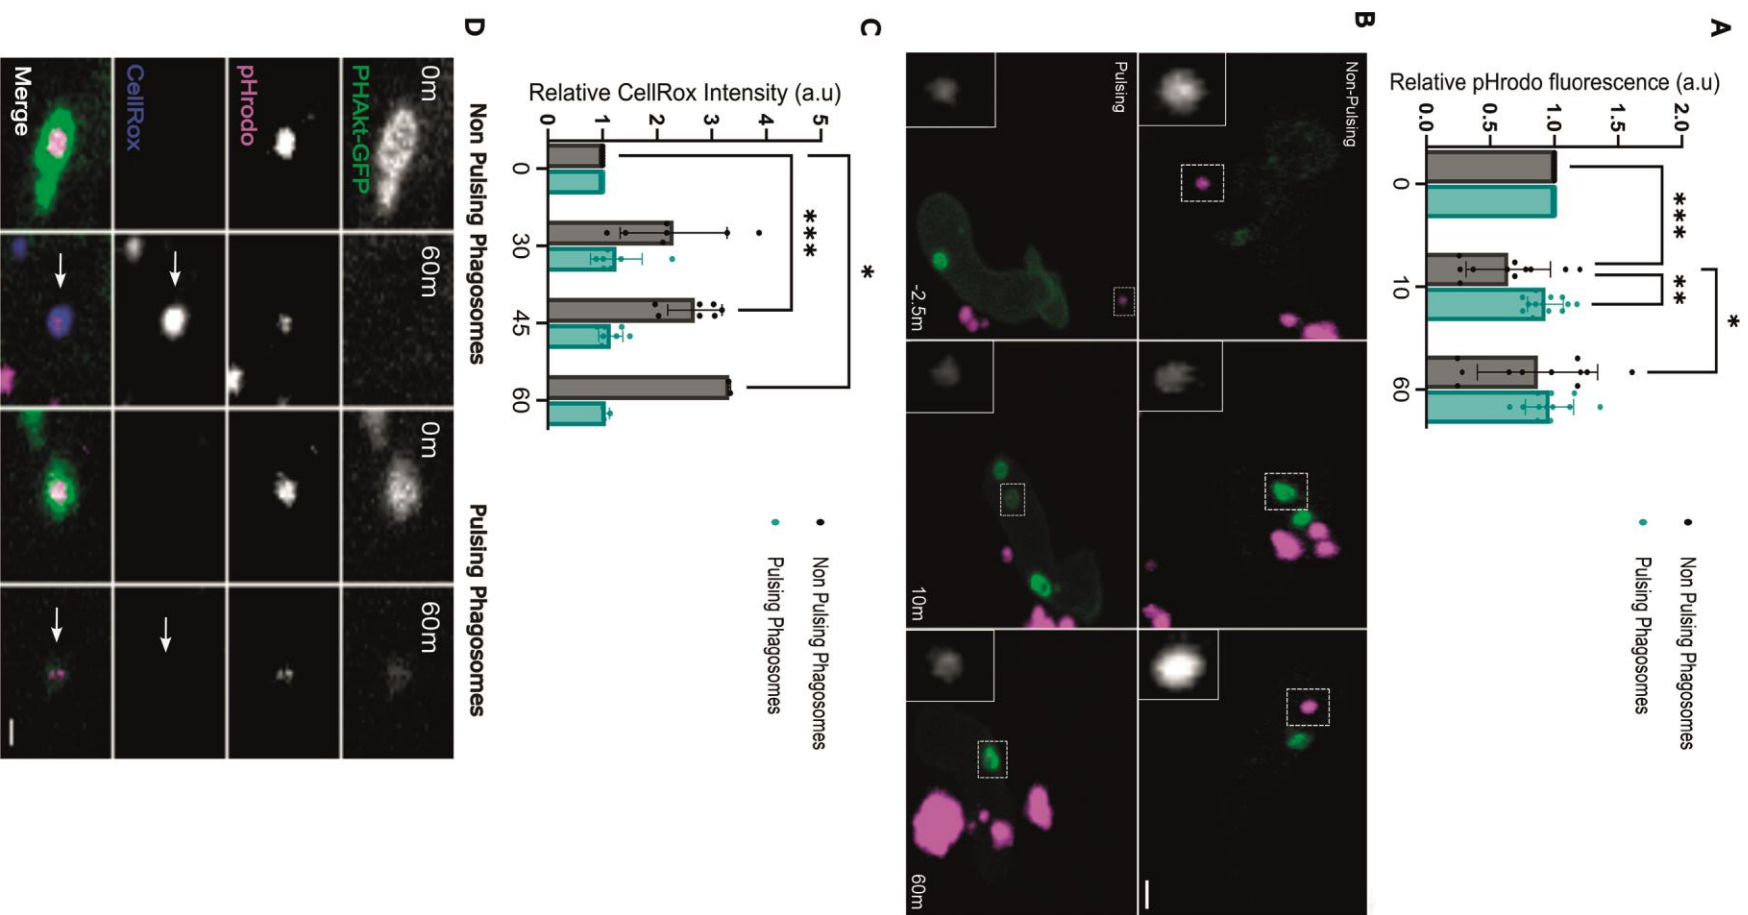 A
Relative pHrodo fluorescence (a.u)
2.0
1.5
1.0
0.5
0.0
0
10
60
***
**
*
Non Pulsing Phagosomes
Pulsing Phagosomes
B
Non-Pulsing
Pulsing
-2.5m
10m
60m
C
Relative CellRox Intensity (a.u)
5
4
3
2
1
0
0
30
45
60
***
*
Non Pulsing Phagosomes
Pulsing Phagosomes
D
Non Pulsing Phagosomes
Pulsing Phagosomes
0m
60m
0m
60m
PHAkt-GFP
pHrodo
CellRox
Merge